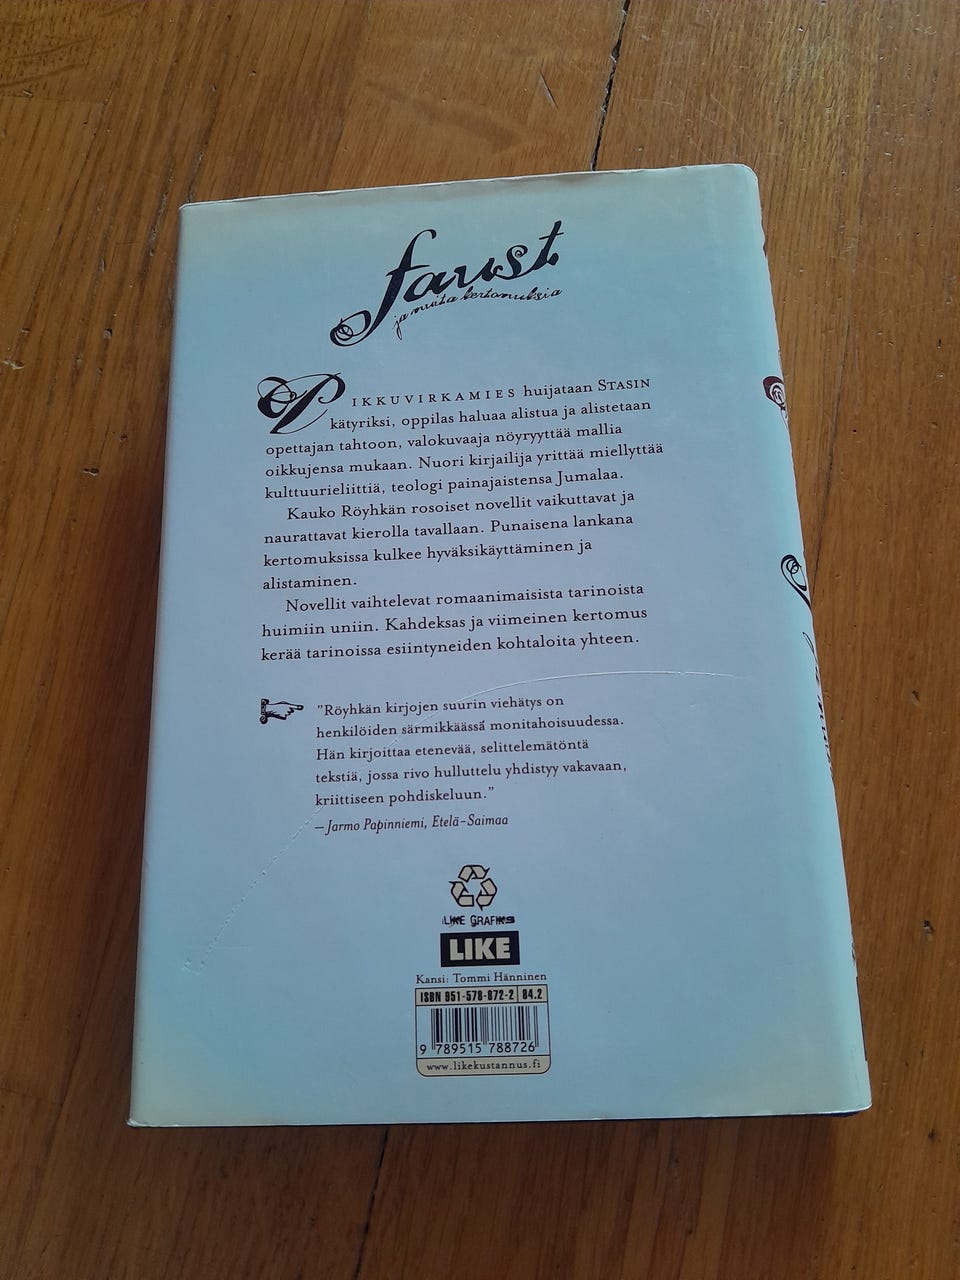 faust
ja muita kertomuksia
PIKKUVIRKAMIES huijataan STASIN
kätyriksi, oppilas haluaa alistua ja alistetaan
opettajan tahtoon, valokuvaaja nöyryyttää mallia
oikkujensa mukaan. Nuori kirjailija yrittää miellyttää
kulttuurieliittiä, teologi painajaistensa Jumalaa.
Kauko Röyhkän rosoiset novellit vaikuttavat ja
naurattavat kierolla tavallaan. Punaisena lankana
kertomuksissa kulkee hyväksikäyttäminen ja
alistaminen.
Novellit vaihtelevat romaanimaisista tarinoista
huimiin uniin. Kahdeksas ja viimeinen kertomus
kerää tarinoissa esiintyneiden kohtaloita yhteen.
"Röyhkän kirjojen suurin viehätys on
henkilöiden särmikkäässä monitahoisuudessa.
Hän kirjoittaa etenevää, selittelemätöntä
tekstiä, jossa rivo hulluttelu yhdistyy vakavaan,
kriittiseen pohdiskeluun."
—Jarmo Papinniemi, Etelä-Saimaa
LIKE GRAFIIKS
LIKE
Kansi: Tommi Hänninen
ISBN 951-578-872-2 84.2
9 789515 788726
www.likekustannus.fi